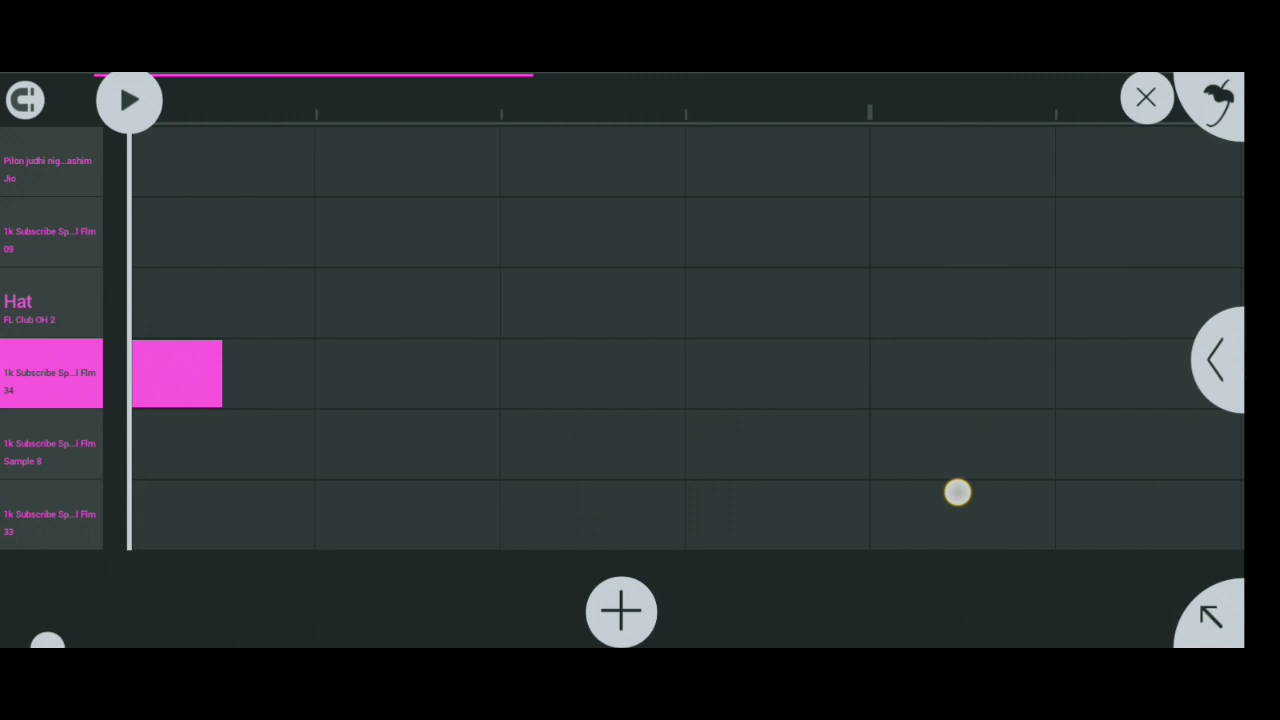 Pilon judhi nig...ashim
Jio
1k Subscribe Sp...l Flm
09
Hat
FL Club OH 2
1k Subscribe Sp...l Flm
34
1k Subscribe Sp...l Flm
Sample 8
1k Subscribe Sp...l Flm
33